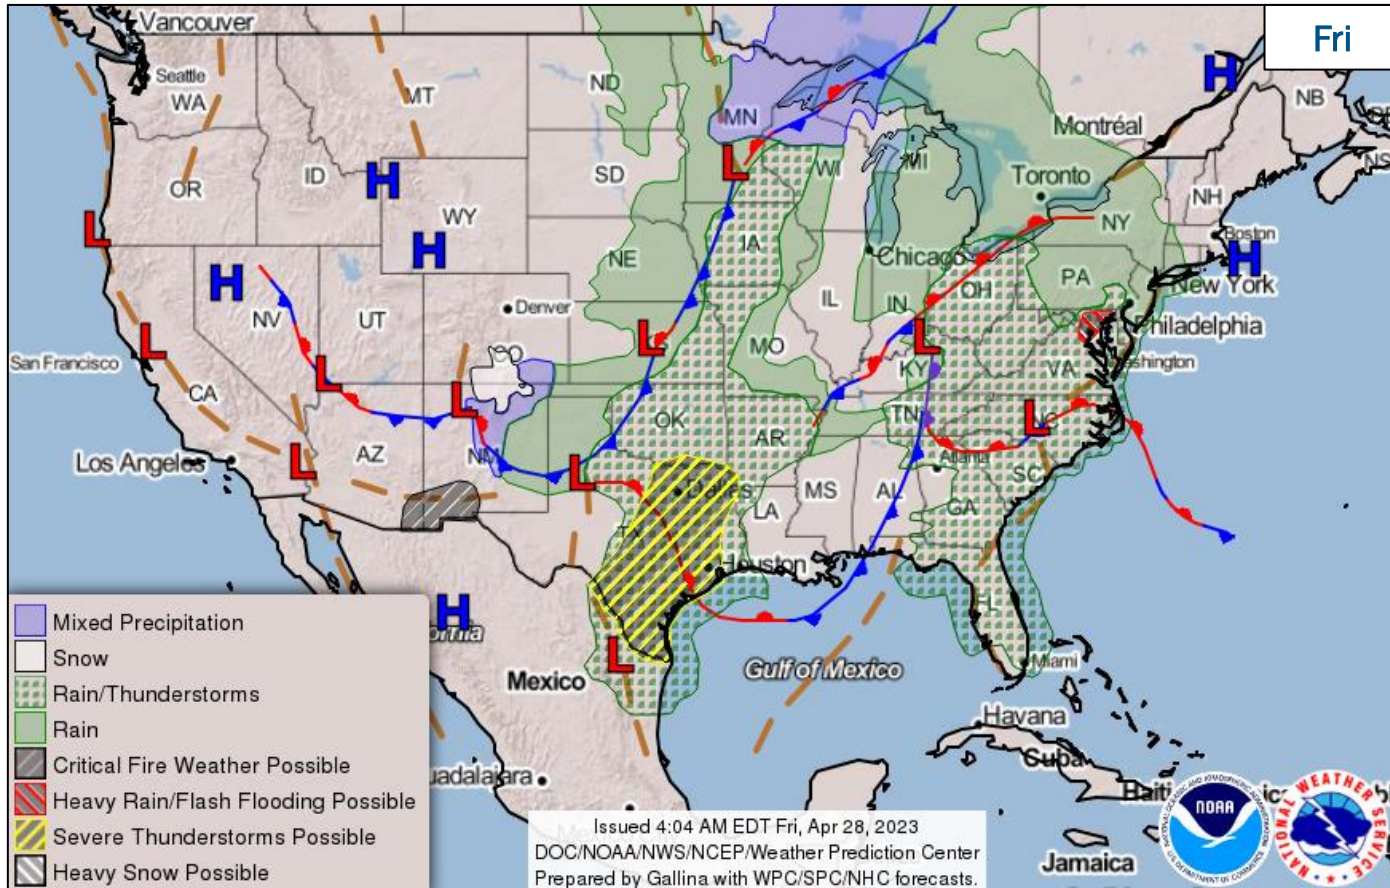 Fri
Vancouver
Seattle
WA
MT
ND
MN
Montréal
NB
NS
OR
ID
SD
WI
MI
Toronto
NH
WY
NY
Boston
NE
IA
Chicago
PA
New York
NV
UT
Denver
IL
IN
OH
Philadelphia
San Francisco
CO
MO
KY
VA
Washington
CA
OK
TN
NC
Los Angeles
AZ
NM
AR
Atlanta
SC
Dallas
MS
AL
GA
TX
LA
Houston
FL
Miami
Gulf of Mexico
Mexico
Havana
Cuba
Jamaica
H
H
H
H
H
H
L
L
L
L
L
L
L
L
L
L
L
Mixed Precipitation
Snow
Rain/Thunderstorms
Rain
Critical Fire Weather Possible
Heavy Rain/Flash Flooding Possible
Severe Thunderstorms Possible
Heavy Snow Possible
Issued 4:04 AM EDT Fri, Apr 28, 2023
DOC/NOAA/NWS/NCEP/Weather Prediction Center
Prepared by Gallina with WPC/SPC/NHC forecasts.
NOAA
NATIONAL WEATHER SERVICE